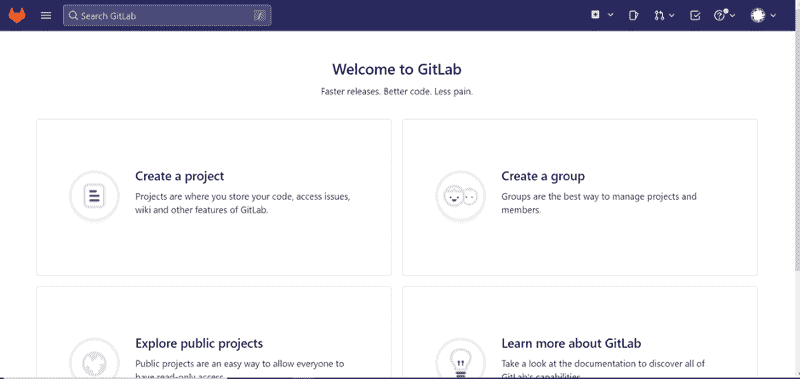 Search GitLab /
Welcome to GitLab
Faster releases. Better code. Less pain.
Create a project
Projects are where you store your code, access issues,
wiki and other features of GitLab.
Create a group
Groups are the best way to manage projects and
members.
Explore public projects
Public projects are an easy way to allow everyone to
have read-only access.
Learn more about GitLab
Take a look at the documentation to discover all of
GitLab's capabilities.